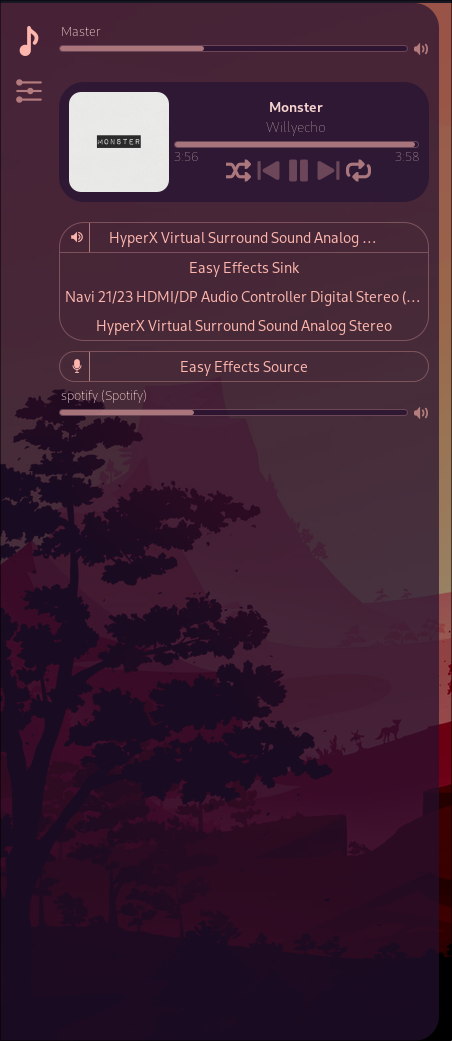 Master
MONSTER
Monster
Willyecho
3:56
3:58
HyperX Virtual Surround Sound Analog ...
Easy Effects Sink
Navi 21/23 HDMI/DP Audio Controller Digital Stereo (...
HyperX Virtual Surround Sound Analog Stereo
Easy Effects Source
spotify (Spotify)